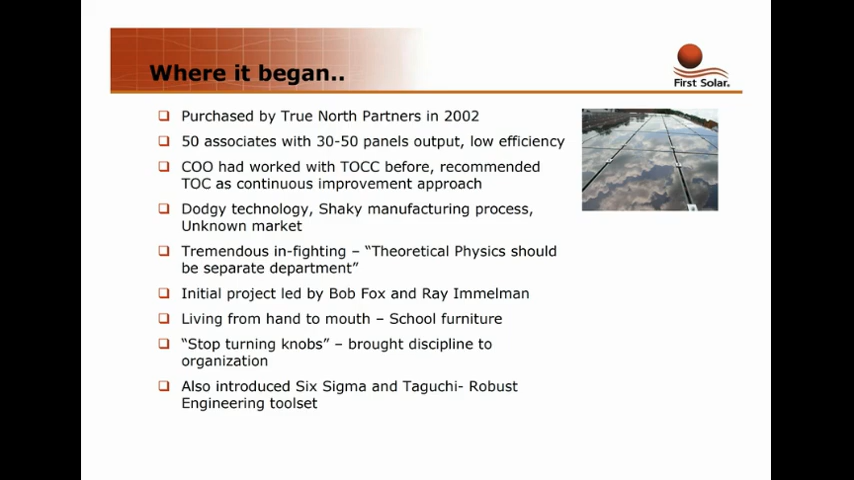 Where it began..
First Solar.
Purchased by True North Partners in 2002
50 associates with 30-50 panels output, low efficiency
COO had worked with TOCC before, recommended
TOC as continuous improvement approach
Dodgy technology, Shaky manufacturing process,
Unknown market
Tremendous in-fighting – “Theoretical Physics should
be separate department”
Initial project led by Bob Fox and Ray Immelman
Living from hand to mouth – School furniture
“Stop turning knobs” – brought discipline to
organization
Also introduced Six Sigma and Taguchi- Robust
Engineering toolset